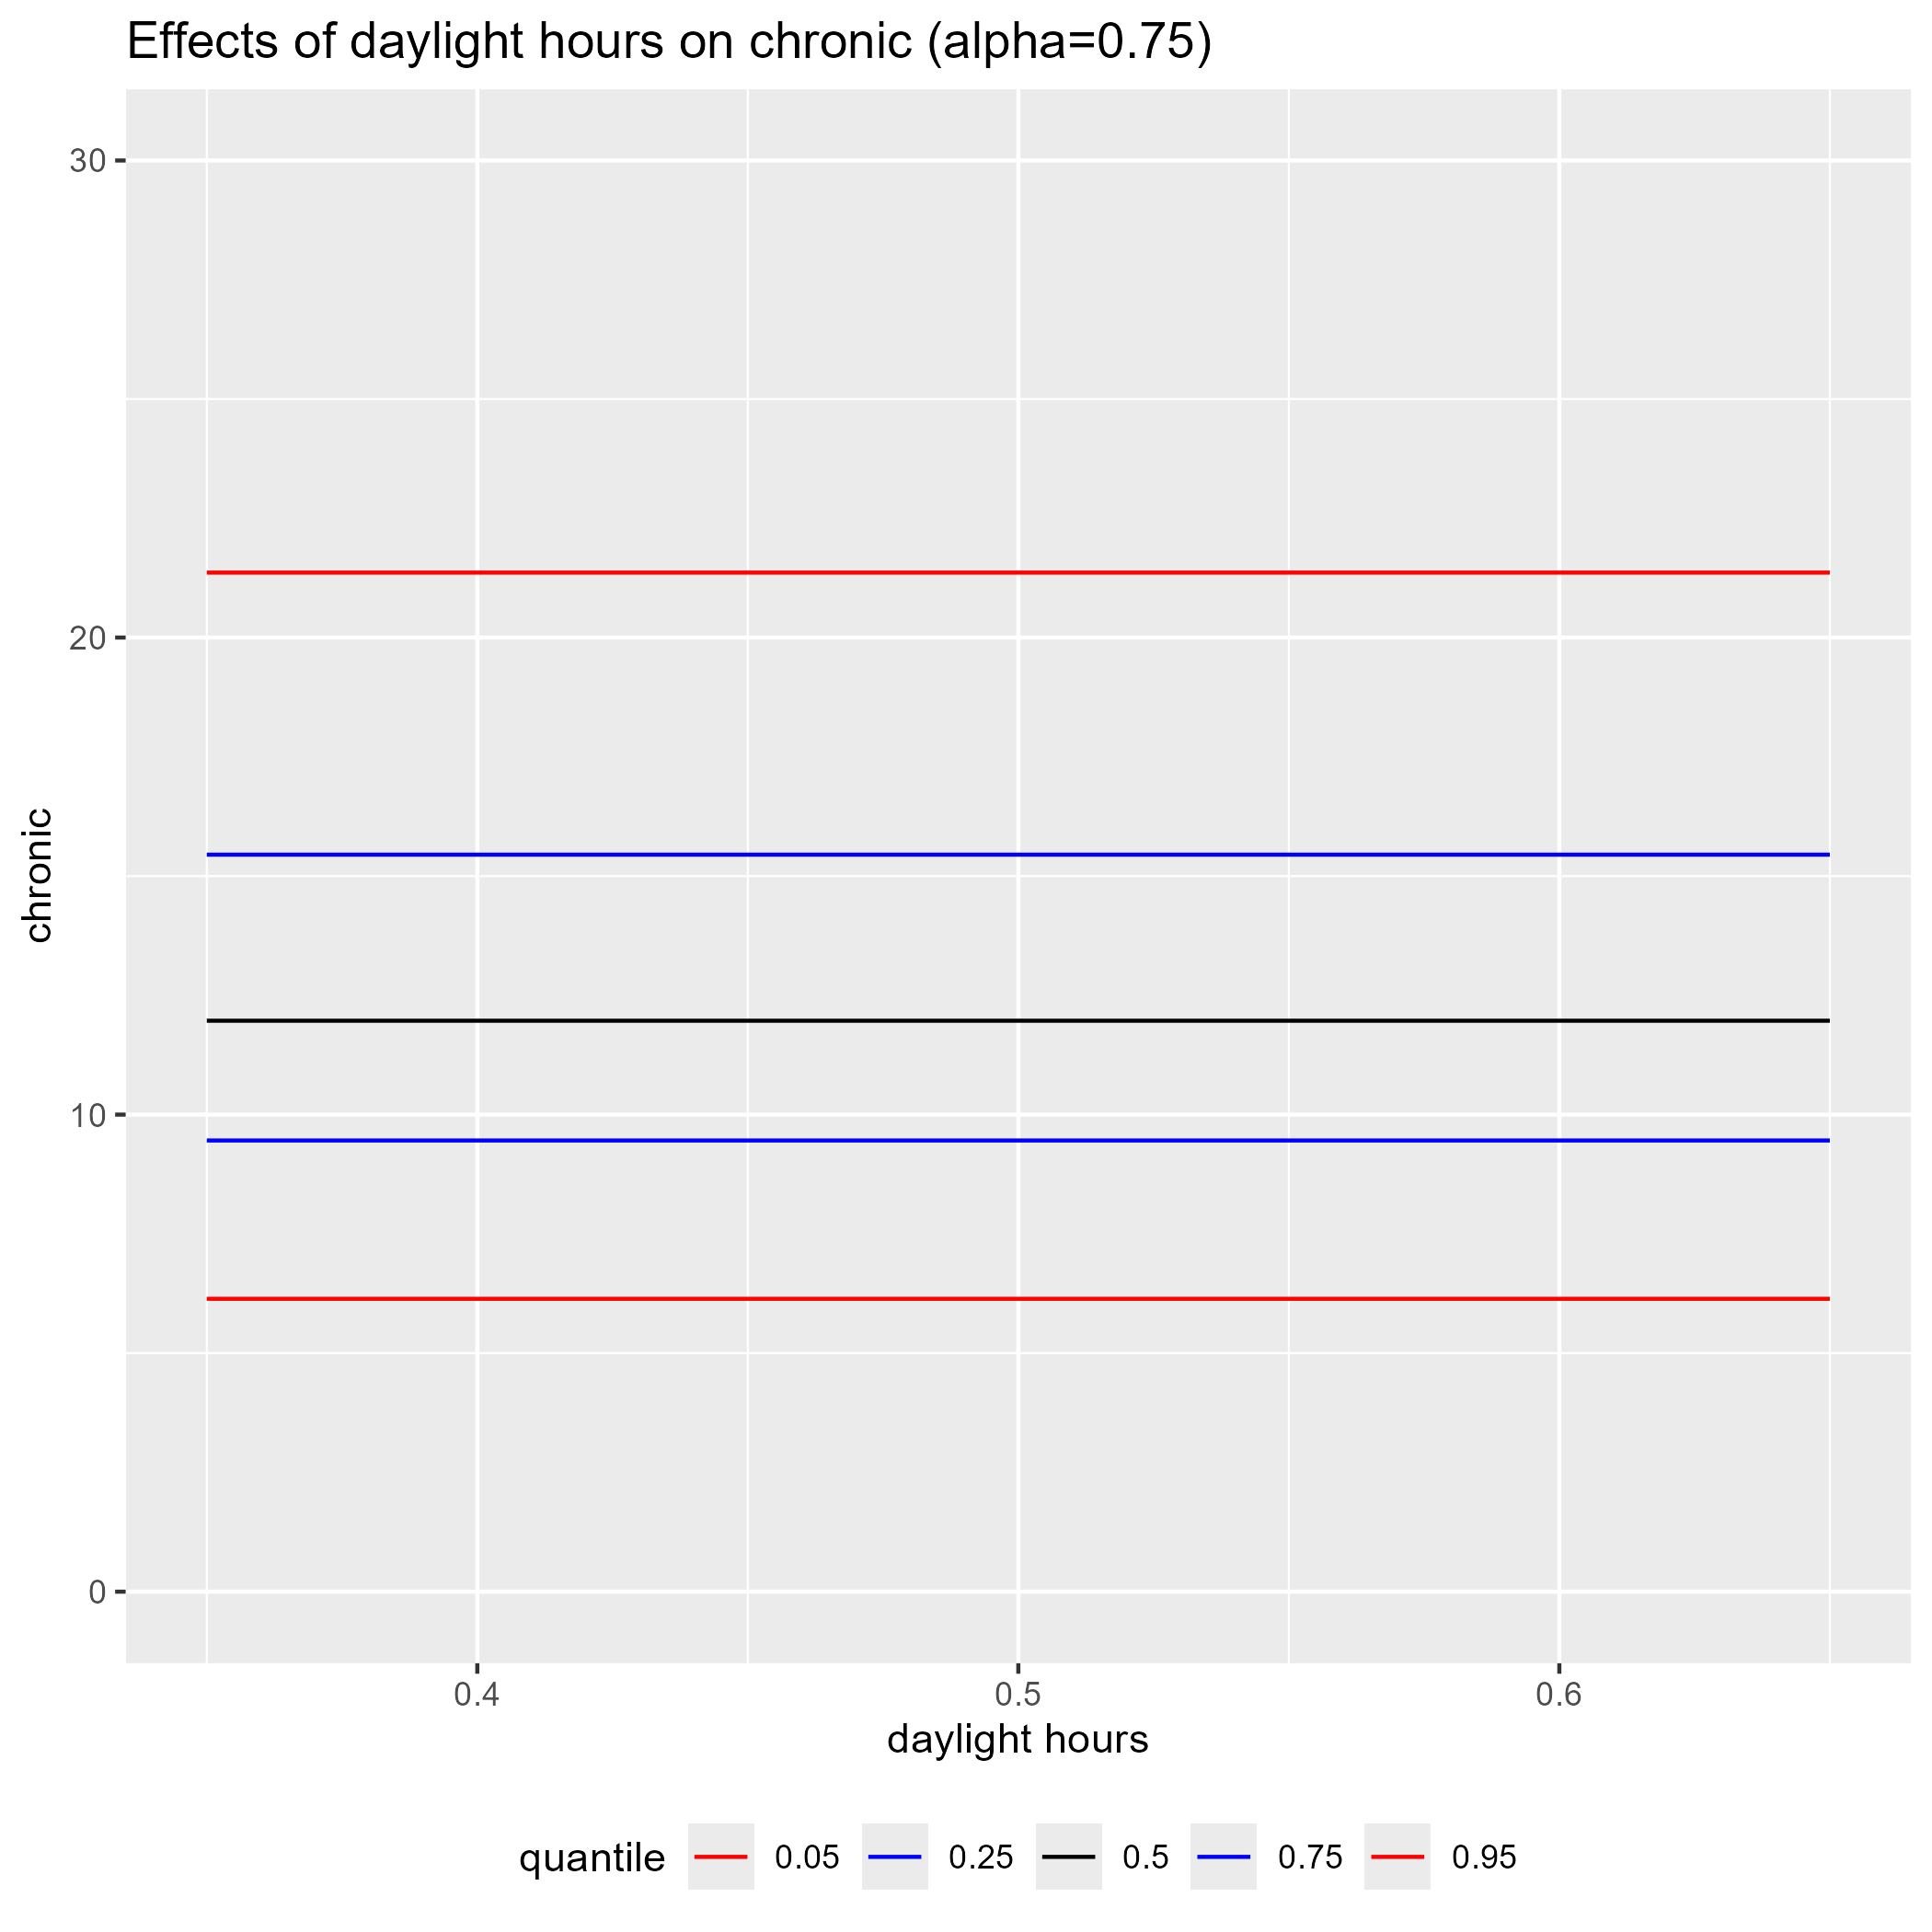 Effects of daylight hours on chronic (alpha=0.75)
30
20
10
0
chronic
0.4 0.5 0.6
daylight hours
quantile 0.05 0.25 0.5 0.75 0.95